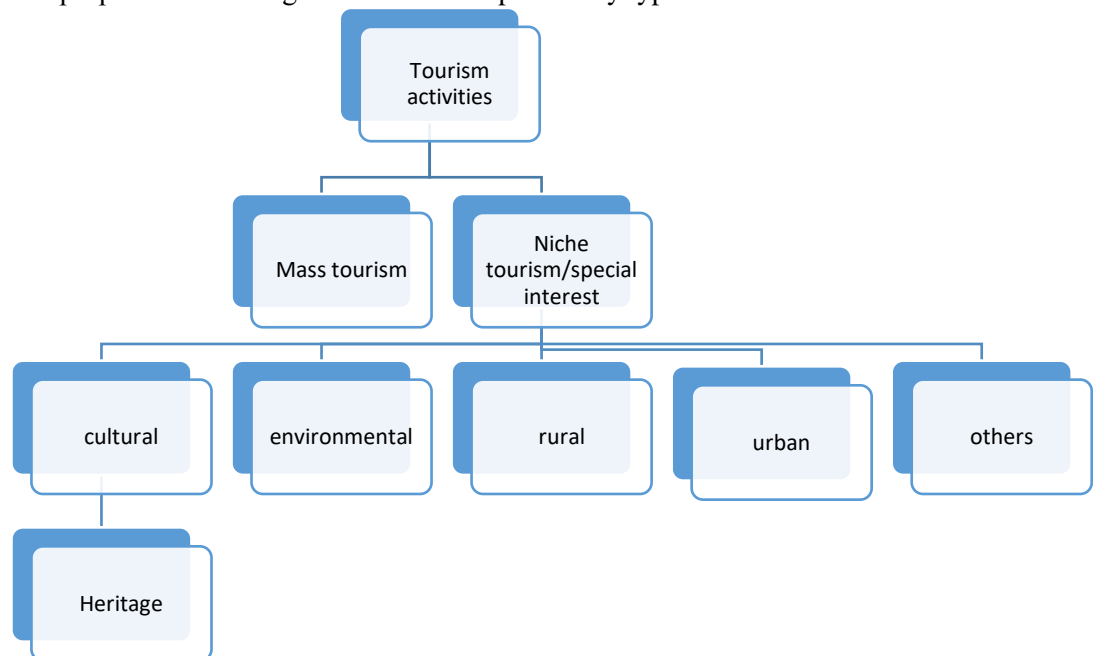 Tourism
activities
Mass tourism
Niche
tourism/special
interest
cultural
environmental
rural
urban
others
Heritage